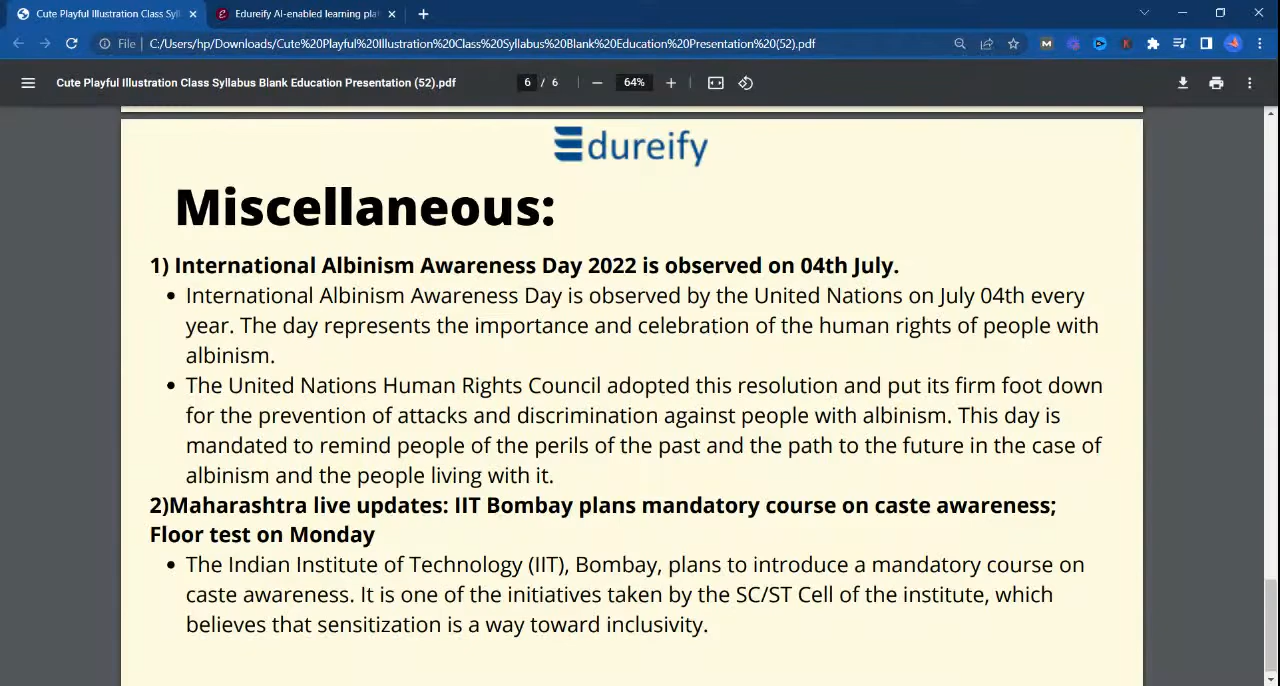 Cute Playful Illustration Class Syl
Edureify AI-enabled learning pla
File
C:/Users/hp/Downloads/Cute%20Playful%20Illustration%20Class%20Syllabus%20Blank%20Education%20Presentation%20(52).pdf
Cute Playful Illustration Class Syllabus Blank Education Presentation (52).pdf
6 / 6
64%
Edureify
Miscellaneous:
1) International Albinism Awareness Day 2022 is observed on 04th July.
• International Albinism Awareness Day is observed by the United Nations on July 04th every
year. The day represents the importance and celebration of the human rights of people with
albinism.
• The United Nations Human Rights Council adopted this resolution and put its firm foot down
for the prevention of attacks and discrimination against people with albinism. This day is
mandated to remind people of the perils of the past and the path to the future in the case of
albinism and the people living with it.
2)Maharashtra live updates: IIT Bombay plans mandatory course on caste awareness;
Floor test on Monday
• The Indian Institute of Technology (IIT), Bombay, plans to introduce a mandatory course on
caste awareness. It is one of the initiatives taken by the SC/ST Cell of the institute, which
believes that sensitization is a way toward inclusivity.